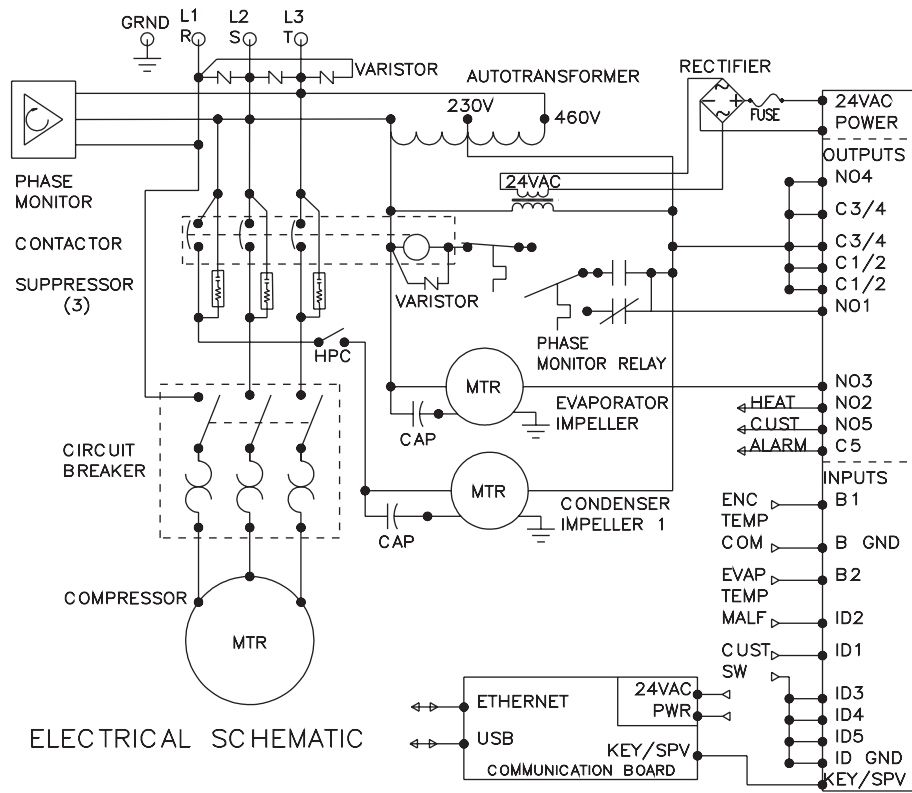 GRND
L1
R
L2
S
L3
T
VARISTOR
AUTOTRANSFORMER
230V
460V
RECTIFIER
FUSE
24VAC
POWER
OUTPUTS
PHASE
MONITOR
24VAC
NO4
C3/4
C3/4
C1/2
C1/2
NO1
CONTACTOR
SUPPRESSOR
(3)
VARISTOR
HPC
PHASE
MONITOR RELAY
MTR
CAP
EVAPORATOR
IMPELLER
NO3
HEAT
NO2
CUST
NO5
ALARM
C5
CIRCUIT
BREAKER
MTR
CAP
CONDENSER
IMPELLER 1
INPUTS
ENC
TEMP
B1
COM
B GND
EVAP
TEMP
B2
MALF
ID2
CUST
SW
ID1
ID3
ID4
ID5
ID GND
KEY/SPV
COMPRESSOR
MTR
ETHERNET
USB
24VAC
PWR
KEY/SPV
COMMUNICATION BOARD
ELECTRICAL SCHEMATIC